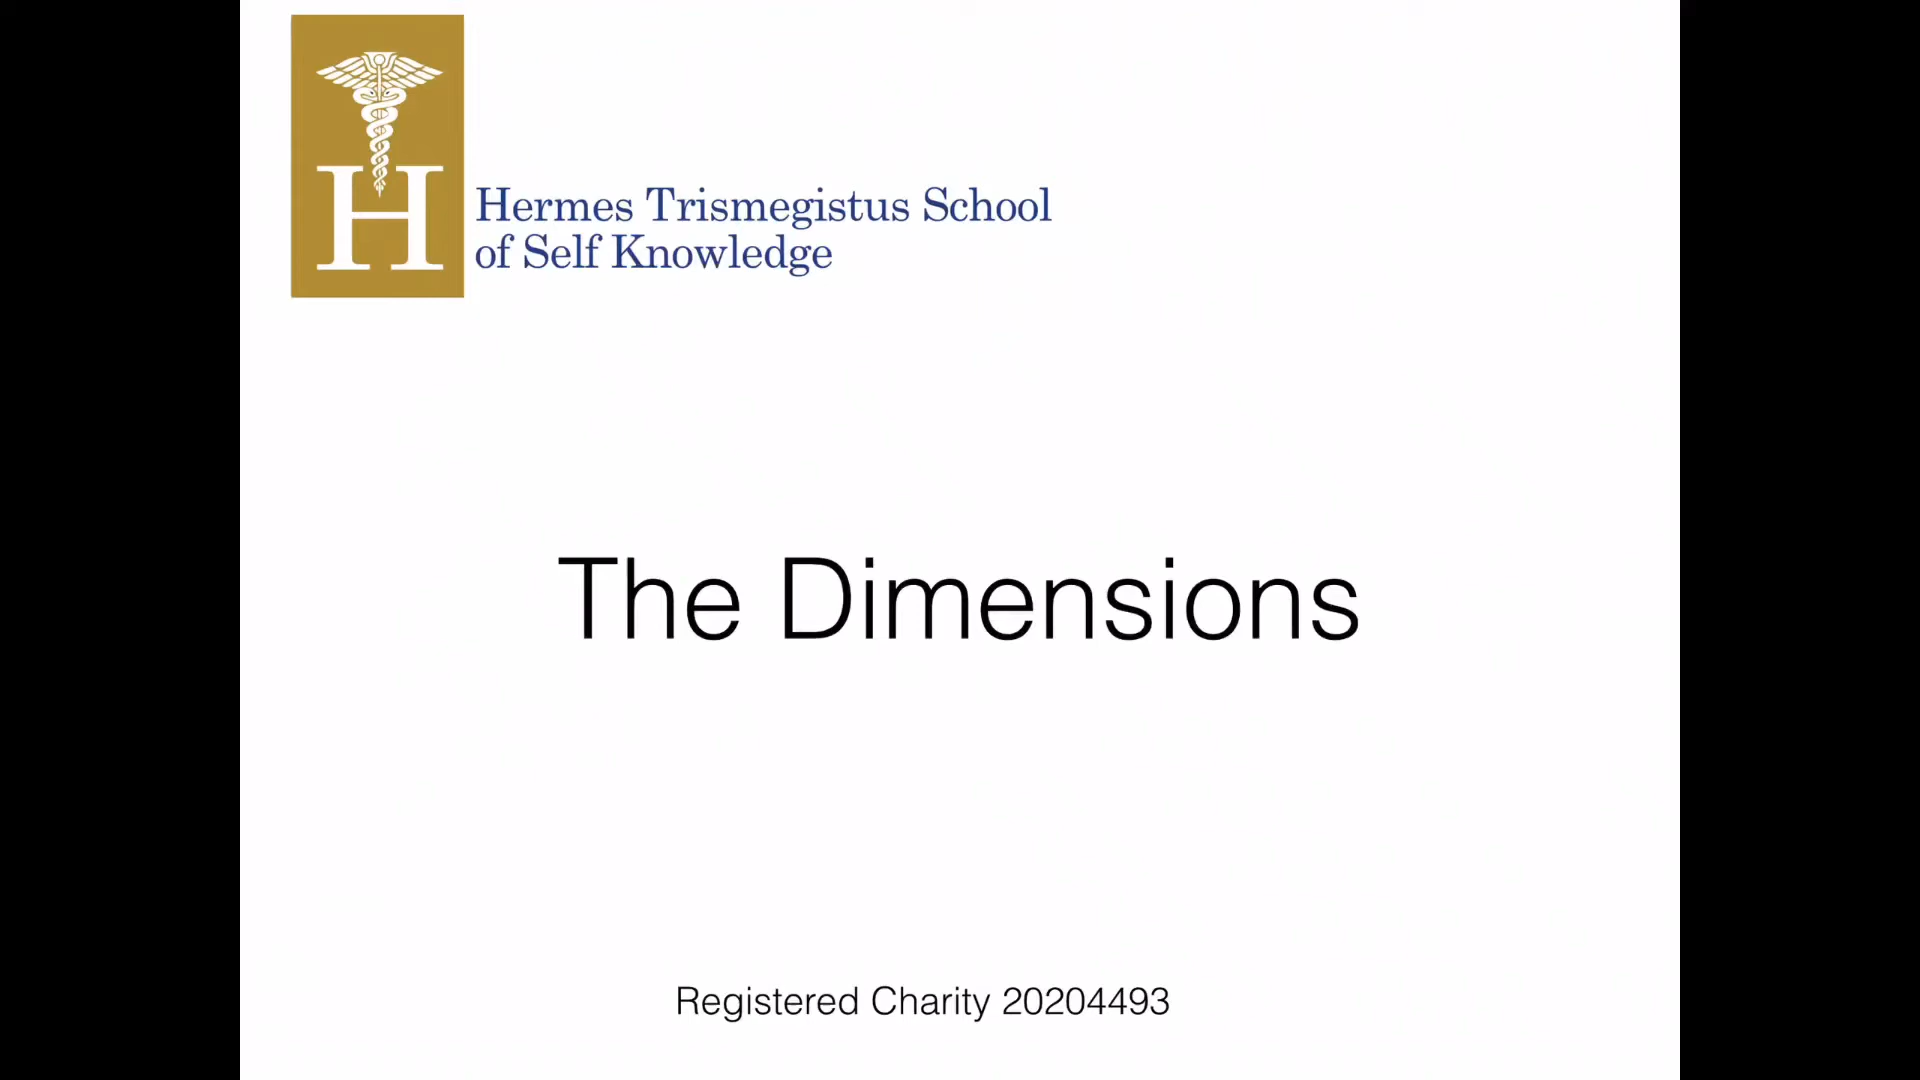 H
Hermes Trismegistus School
of Self Knowledge
The Dimensions
Registered Charity 20204493